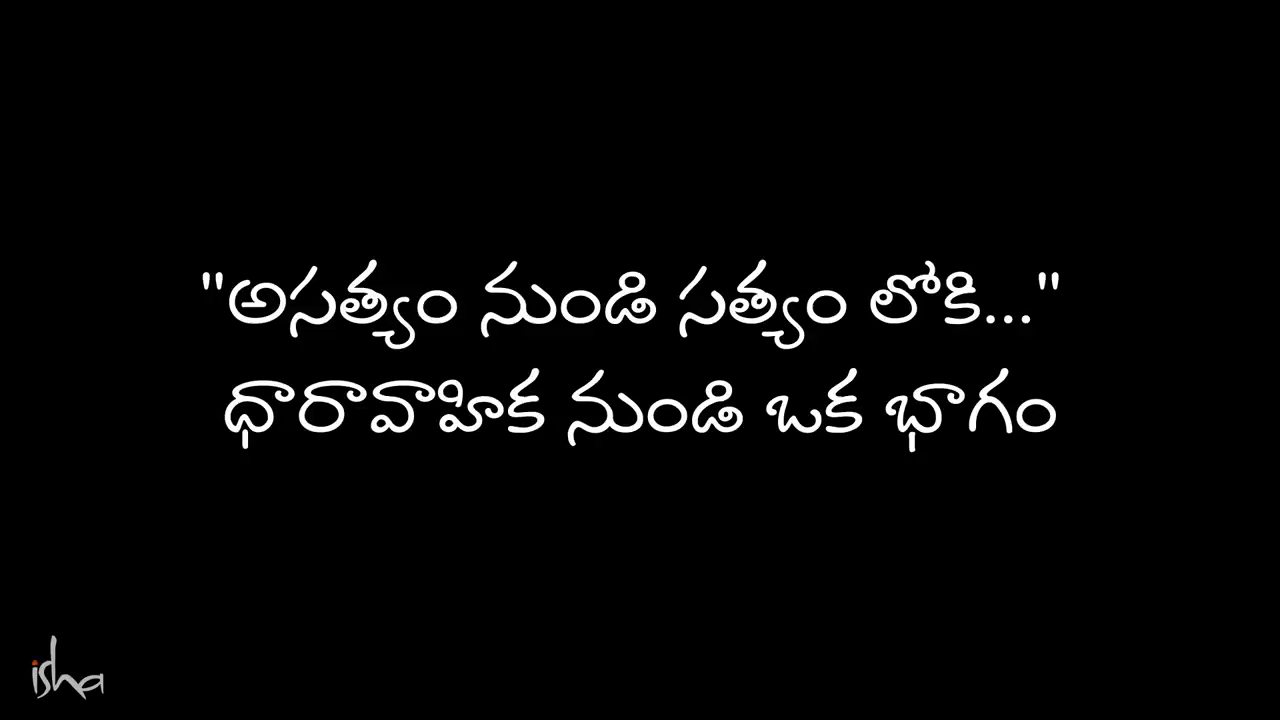 "అసత్యం నుండి సత్యం లోకి..."
ధారావాహిక నుండి ఒక భాగం
isha